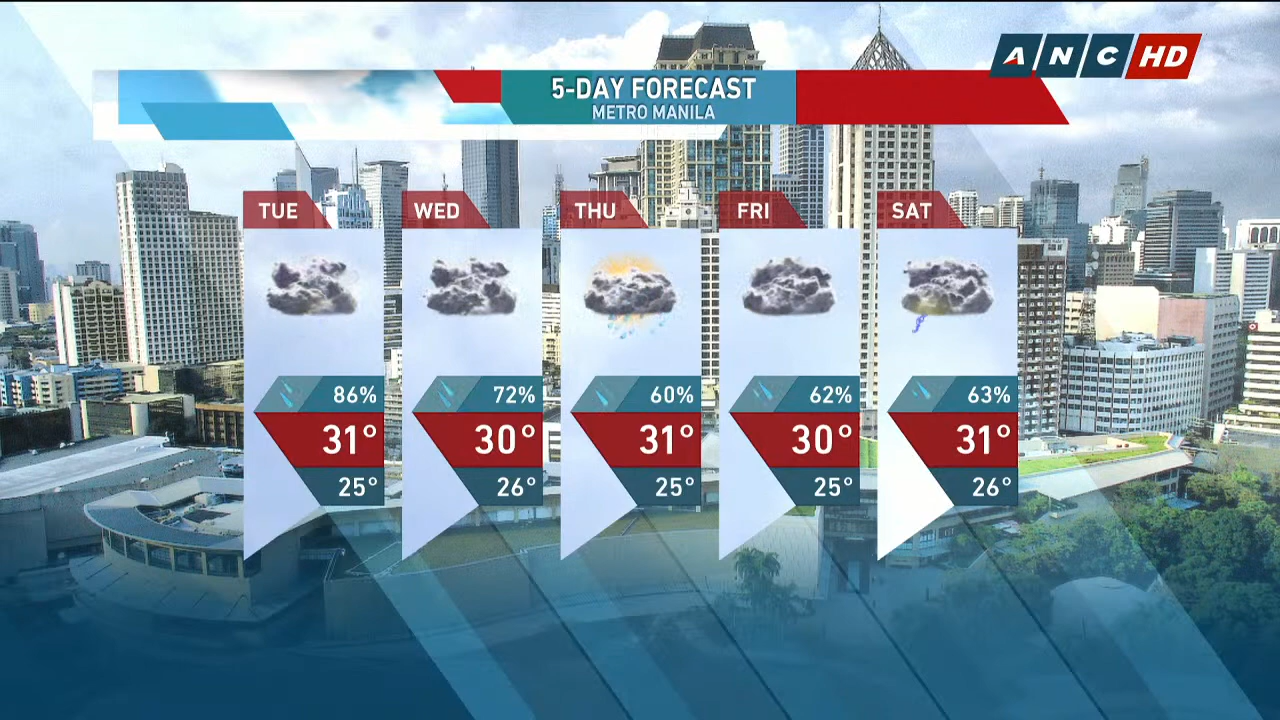 ANC HD
5-DAY FORECAST
METRO MANILA
TUE
86%
31°
25°
WED
72%
30°
26°
THU
60%
31°
25°
FRI
62%
30°
25°
SAT
63%
31°
26°